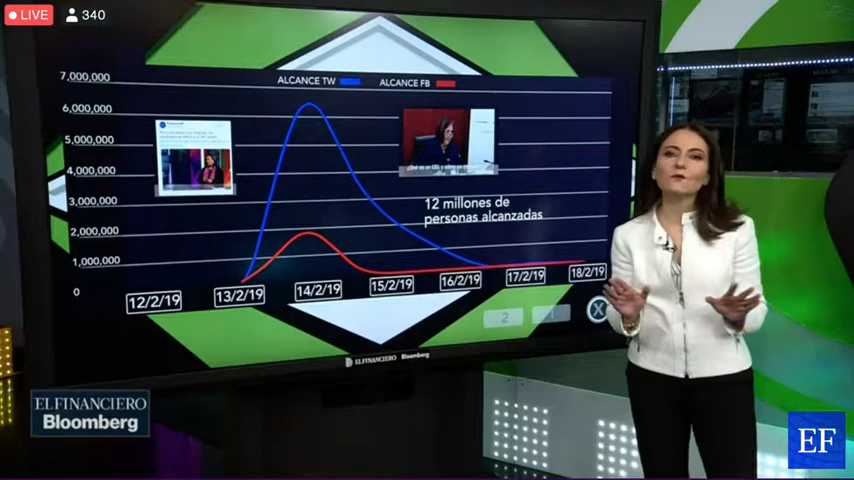 LIVE 340
ALCANCE TW ALCANCE FB
7,000,000
6,000,000
5,000,000
4,000,000
3,000,000
2,000,000
1,000,000
0
12 millones de
personas alcanzadas
12/2/19 13/2/19 14/2/19 15/2/19 16/2/19 17/2/19 18/2/19
2 1 X
EL FINANCIERO Bloomberg
EL FINANCIERO
Bloomberg
EF